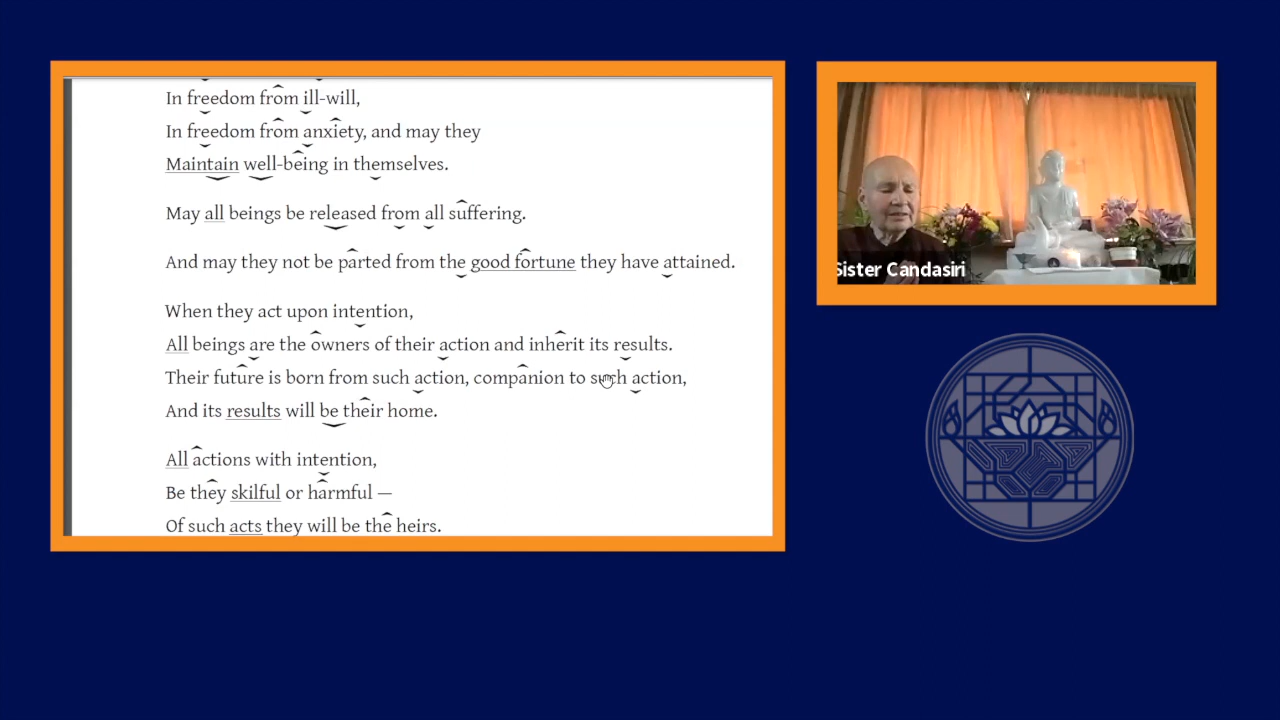 In freedom from ill-will,
In freedom from anxiety, and may they
Maintain well-being in themselves.
May all beings be released from all suffering.
And may they not be parted from the good fortune they have attained.
When they act upon intention,
All beings are the owners of their action and inherit its results.
Their future is born from such action, companion to such action,
And its results will be their home.
All actions with intention,
Be they skilful or harmful —
Of such acts they will be the heirs.
Sister Candasiri